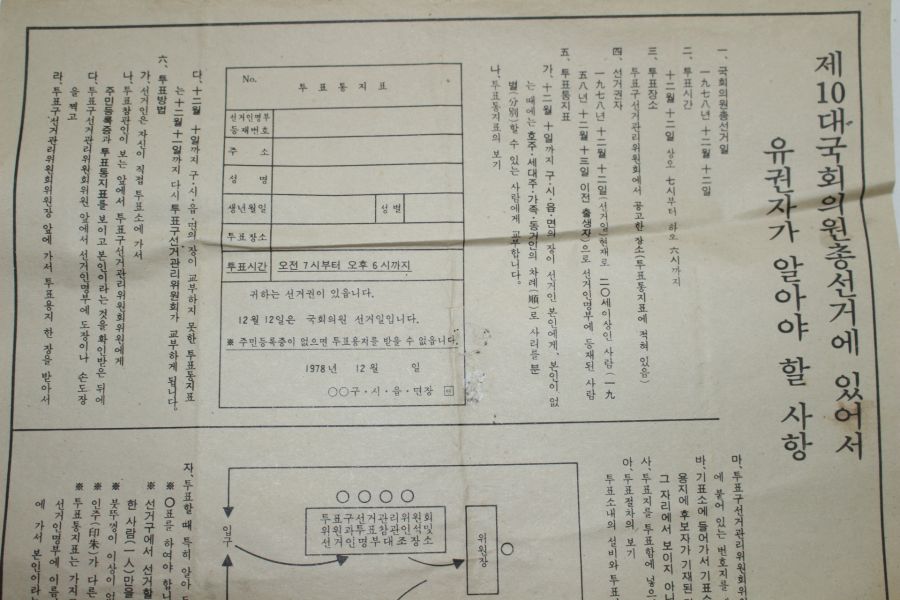 제10대 국회의원총선거에 있어서
유권자가 알아야 할 사항
一、국회의원총선거일
一九七八년 十二월 十二일
二、투표시간
十二월 十二일 상오 七시부터 하오 六시까지
三、투표장소
투표구선거관리위원회에서 공고한 장소(투표통지표에 적혀 있음)
四、선거권자
一九七八년 十二월 十二일(선거일)현재로 二○세이상인 사람(一九
五八년 十二월 十三일 이전 출생자)으로 선거인명부에 등재된 사람
五、투표통지표
가、十二월 十일까지 구·시·읍·면의 장이 선거인 본인에게、본인이 없
는 때에는 호주·세대주·가족·동거인의 차례(順)로 사리를 분
별(分別)할 수 있는 사람에게 교부합니다。
나、투표통지표의 보기
No.
투표통지표
선거인명부
등재번호
주 소
성 명
생년월일
성별
투표장소
투표시간 오전 7시부터 오후 6시까지
귀하는 선거권이 있읍니다.
12월 12일은 국회의원 선거일입니다.
※ 주민등록증이 없으면 투표용지를 받을 수 없읍니다.
1978년 12월 일
○○구·시·읍·면장 ㊞
다、十二월 十일까지 구·시·읍·면의 장이 교부하지 못한 투표통지표
는 十二월 十一일까지 다시 투표구선거관리위원회가 교부하게 됩니다。
六、투표방법
가、선거인은 자신이 직접 투표소에 가서
나、투표참관인이 보는 앞에서 투표구선거관리위원회위원에게
주민등록증과 투표통지표를 보이고 본인이라는 것을 확인받은 뒤에
다、투표구선거관리위원회위원 앞에서 선거인명부에 도장이나 손도장
을 찍고
라、투표구선거관리위원회위원장 앞에 가서 투표용지 한 장을 받아서
마、투표구선거관리위원회위
에 붙어 있는 번호지를
바、기표소에 들어가서 기표
용지에 후보자가 기재된
그 자리에서 보이지 아니
사、투표지를 투표함에 넣으
아、투표절차의 보기
투표소내의 설비와 투표
투표구선거관리위원회
위원과투표참관인석및
선거인명부대조장소
위원장
입구
자、투표할 때 특히 알아
※ ○표를 하여야 합니
※ 선거구에서 선거할
한 사람(一人)만을
※ 붓뚜껑이 이상이 있
인주(印朱)가 다른
※ 투표통지표는 가지
선거인명부에 이름
에 가서 본인이라